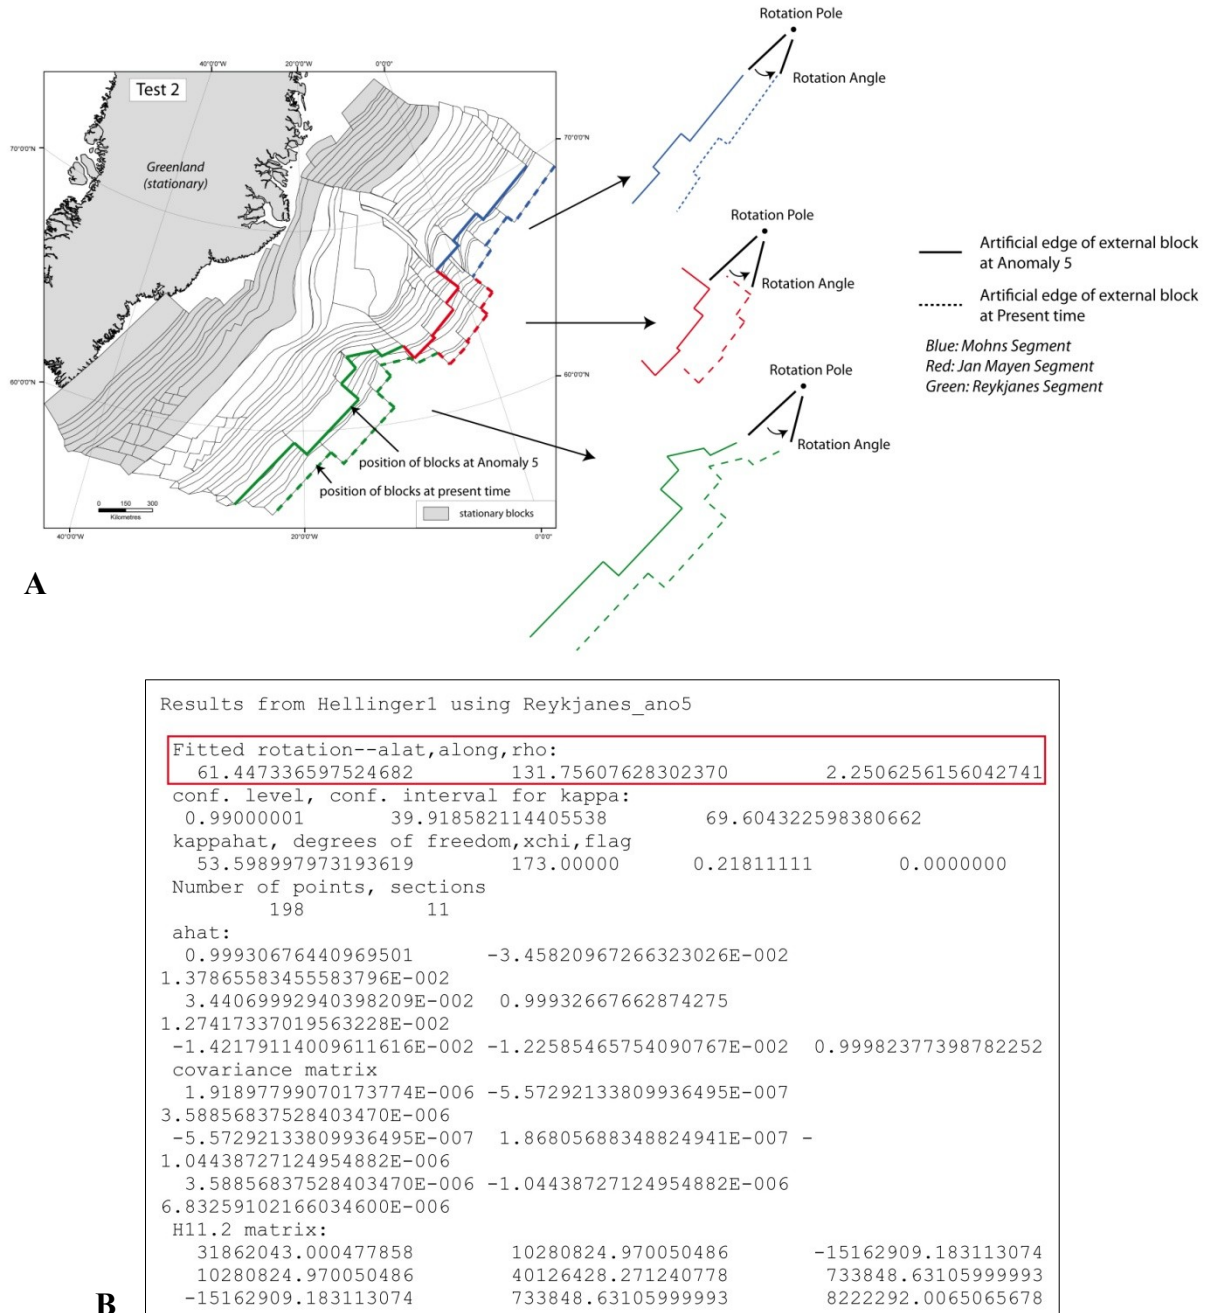 Rotation Pole
Rotation Angle
40°0'0"W
20°0'0"W
0°0'0"
Test 2
70°0'0"N
70°0'0"N
Greenland
(stationary)
Rotation Pole
Rotation Angle
Artificial edge of external block
at Anomaly 5
Artificial edge of external block
at Present time
Blue: Mohns Segment
Red: Jan Mayen Segment
Green: Reykjanes Segment
60°0'0"N
60°0'0"N
Rotation Pole
Rotation Angle
position of blocks at Anomaly 5
position of blocks at present time
0 150 300
Kilometres
stationary blocks
40°0'0"W
20°0'0"W
0°0'0"
A
Results from Hellinger1 using Reykjanes_ano5
Fitted rotation--alat,along,rho:
61.447336597524682 131.75607628302370 2.2506256156042741
conf. level, conf. interval for kappa:
0.99000001 39.918582114405538 69.604322598380662
kappahat, degrees of freedom,xchi,flag
53.598997973193619 173.00000 0.21811111 0.0000000
Number of points, sections
198 11
ahat:
0.99930676440969501 -3.45820967266323026E-002
1.37865583455583796E-002
3.44069992940398209E-002 0.99932667662874275
1.27417337019563228E-002
-1.42179114009611616E-002 -1.22585465754090767E-002 0.99982377398782252
covariance matrix
1.91897799070173774E-006 -5.57292133809936495E-007
3.58856837528403470E-006
-5.57292133809936495E-007 1.86805688348824941E-007 -
1.04438727124954882E-006
3.58856837528403470E-006 -1.04438727124954882E-006
6.83259102166034600E-006
H11.2 matrix:
31862043.000477858 10280824.970050486 -15162909.183113074
10280824.970050486 40126428.271240778 733848.63105999993
-15162909.183113074 733848.63105999993 8222292.0065065678
B